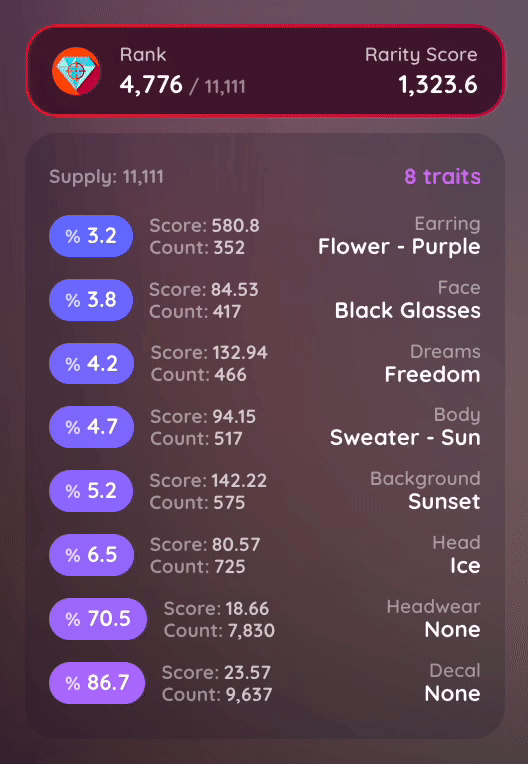 Rank
Rarity Score
4,776 / 11,111
1,323.6
Supply: 11,111
8 traits
% 3.2
Score: 580.8
Count: 352
Earring
Flower - Purple
% 3.8
Score: 84.53
Count: 417
Face
Black Glasses
% 4.2
Score: 132.94
Count: 466
Dreams
Freedom
% 4.7
Score: 94.15
Count: 517
Body
Sweater - Sun
% 5.2
Score: 142.22
Count: 575
Background
Sunset
% 6.5
Score: 80.57
Count: 725
Head
Ice
% 70.5
Score: 18.66
Count: 7,830
Headwear
None
% 86.7
Score: 23.57
Count: 9,637
Decal
None